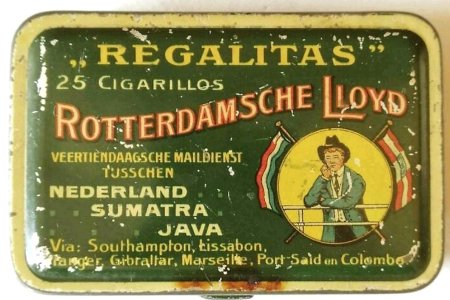 „REGALITAS"
25 CIGARILLOS
ROTTERDAMSCHE LLOYD
VEERTIENDAAGSCHE MAILDIENST
TUSSCHEN
NEDERLAND
SUMATRA
JAVA
Via: Southampton, Lissabon,
Tanger, Gibraltar, Marseille, Port-Said en Colombo